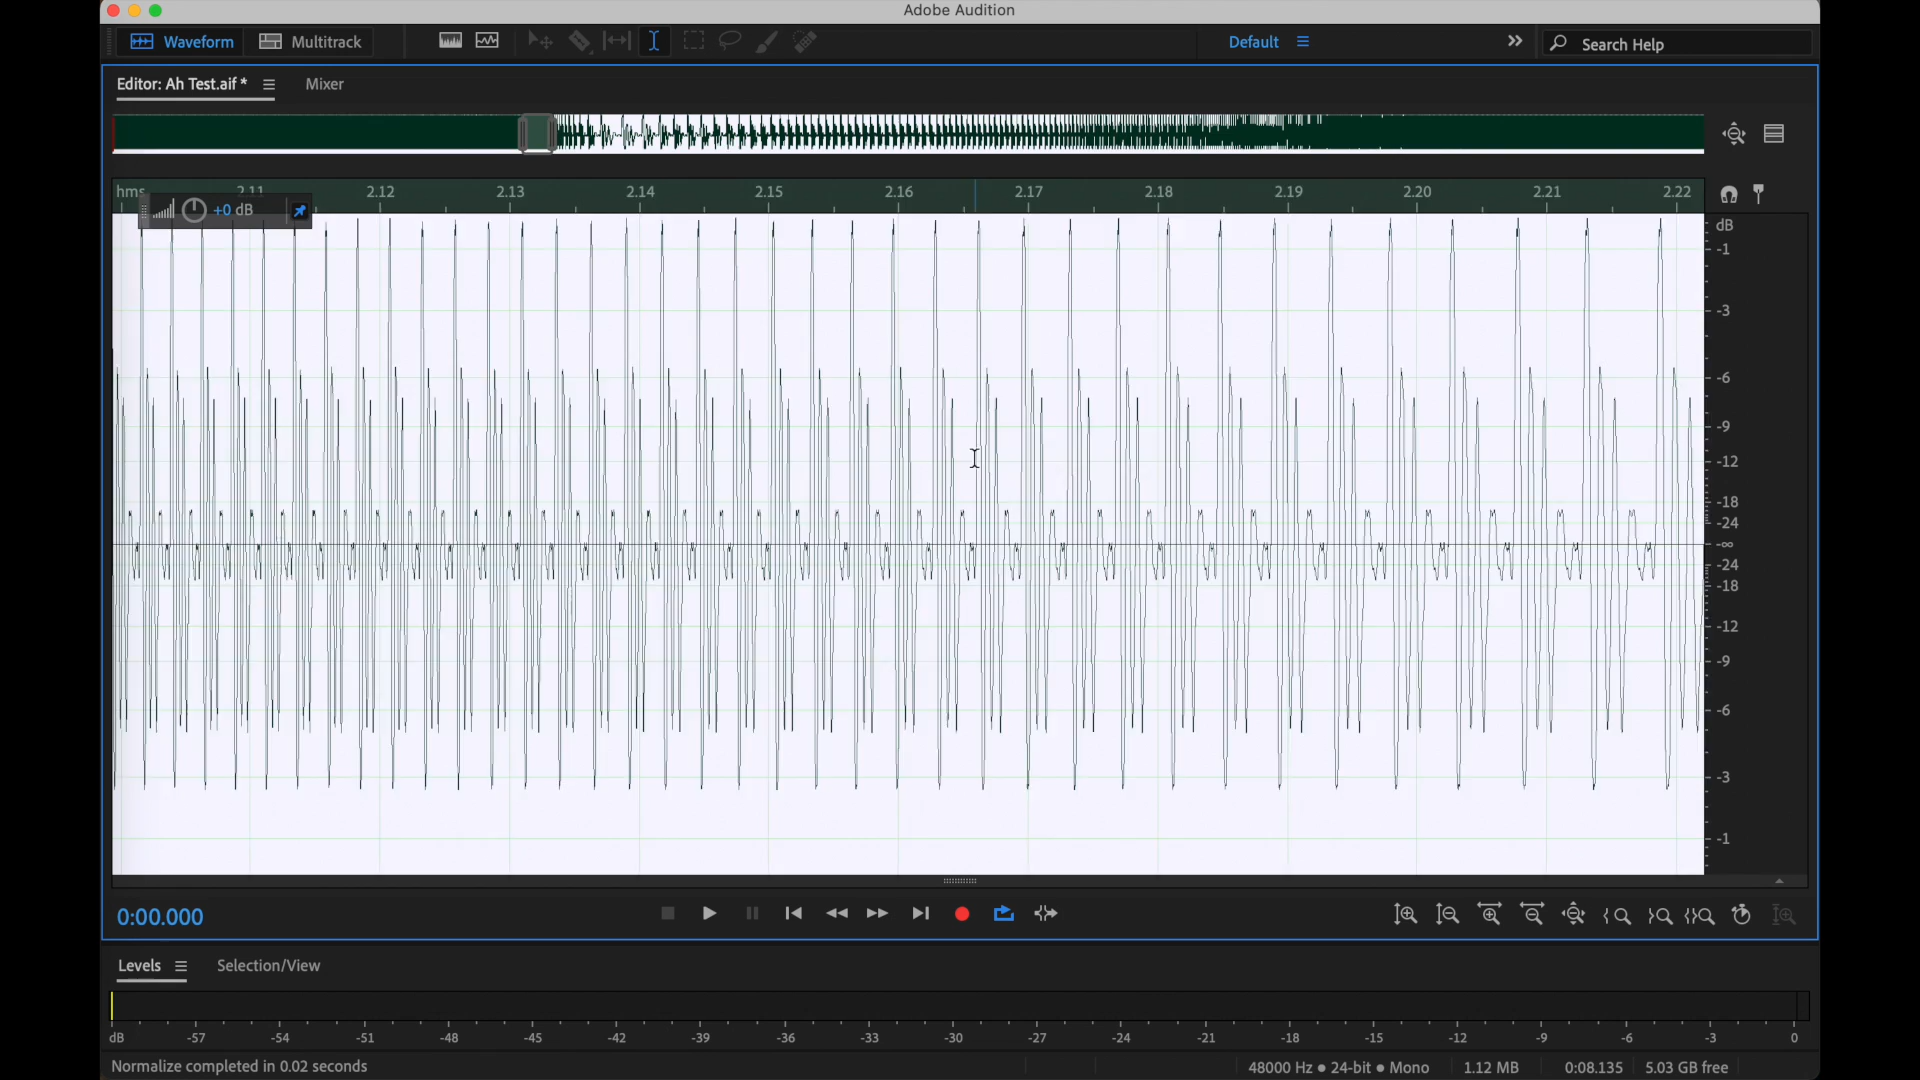 Adobe Audition
Waveform Multitrack Default Search Help
Editor: Ah Test.aif * Mixer
hms 2.11 2.12 2.13 2.14 2.15 2.16 2.17 2.18 2.19 2.20 2.21 2.22
+0 dB
dB
-1
-3
-6
-9
-12
-18
-24
-∞
-24
-18
-12
-9
-6
-3
-1
0:00.000
Levels Selection/View
dB -57 -54 -51 -48 -45 -42 -39 -36 -33 -30 -27 -24 -21 -18 -15 -12 -9 -6 -3 0
Normalize completed in 0.02 seconds 48000 Hz ● 24-bit ● Mono 1.12 MB 0:08.135 5.03 GB free